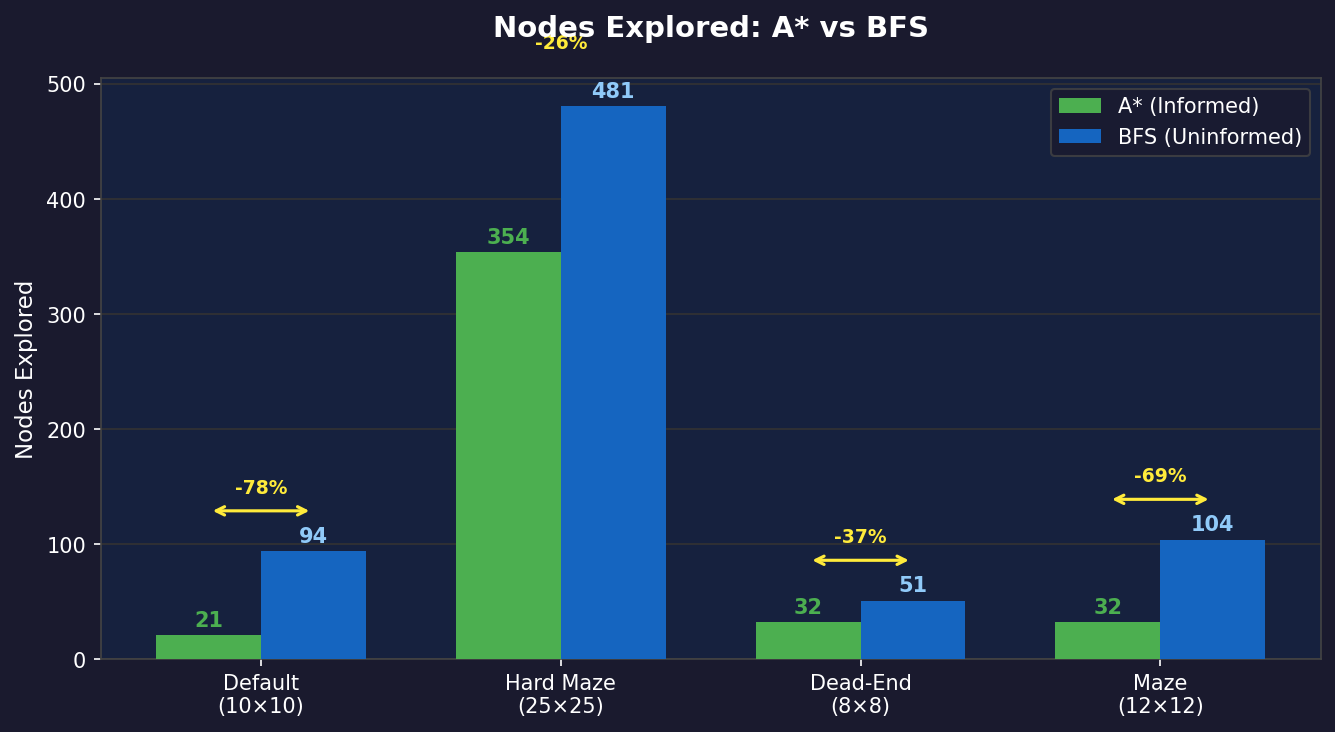 Nodes Explored: A* vs BFS
-26%
500
400
300
200
100
0
Nodes Explored
A* (Informed)
BFS (Uninformed)
21
-78%
94
354
481
32
-37%
51
32
-69%
104
Default
(10×10)
Hard Maze
(25×25)
Dead-End
(8×8)
Maze
(12×12)